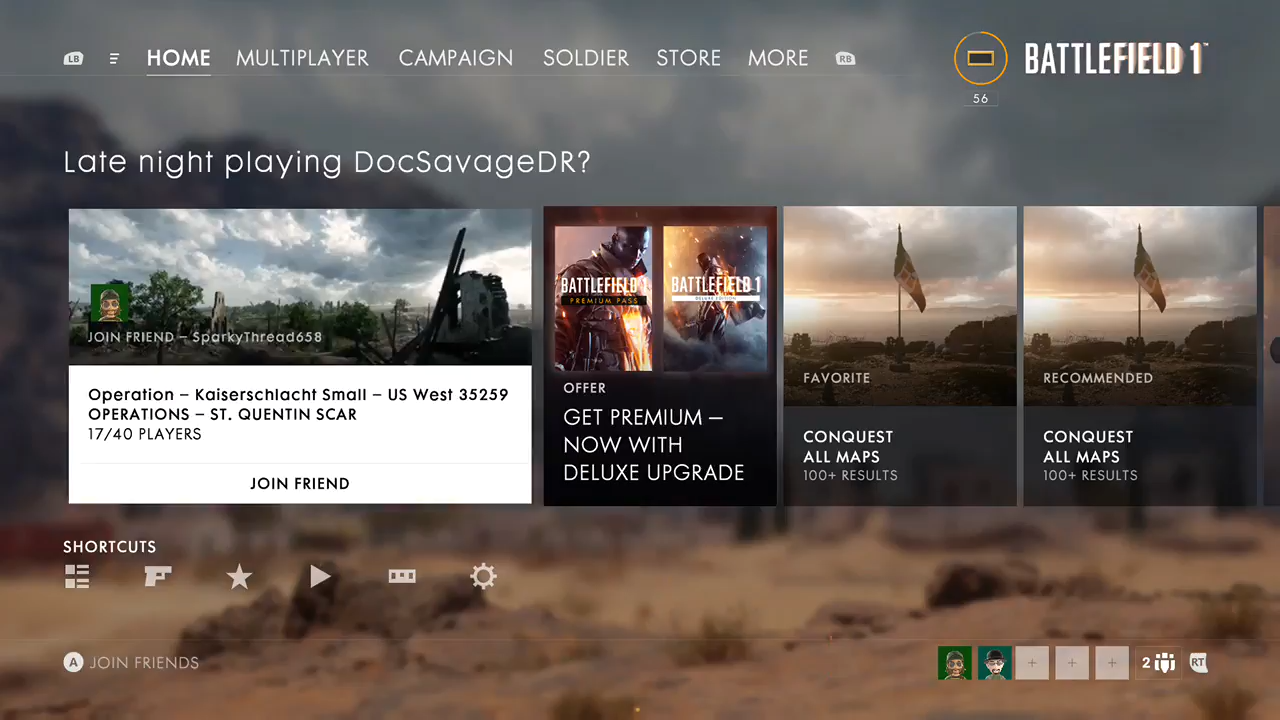 LB
HOME
MULTIPLAYER
CAMPAIGN
SOLDIER
STORE
MORE
RB
56
BATTLEFIELD 1™
Late night playing DocSavageDR?
JOIN FRIEND – SparkyThread658
Operation – Kaiserschlacht Small – US West 35259
OPERATIONS – ST. QUENTIN SCAR
17/40 PLAYERS
JOIN FRIEND
BATTLEFIELD 1
PREMIUM PASS
BATTLEFIELD 1
DELUXE EDITION
OFFER
GET PREMIUM –
NOW WITH
DELUXE UPGRADE
FAVORITE
CONQUEST
ALL MAPS
100+ RESULTS
RECOMMENDED
CONQUEST
ALL MAPS
100+ RESULTS
SHORTCUTS
A JOIN FRIENDS
2
RT